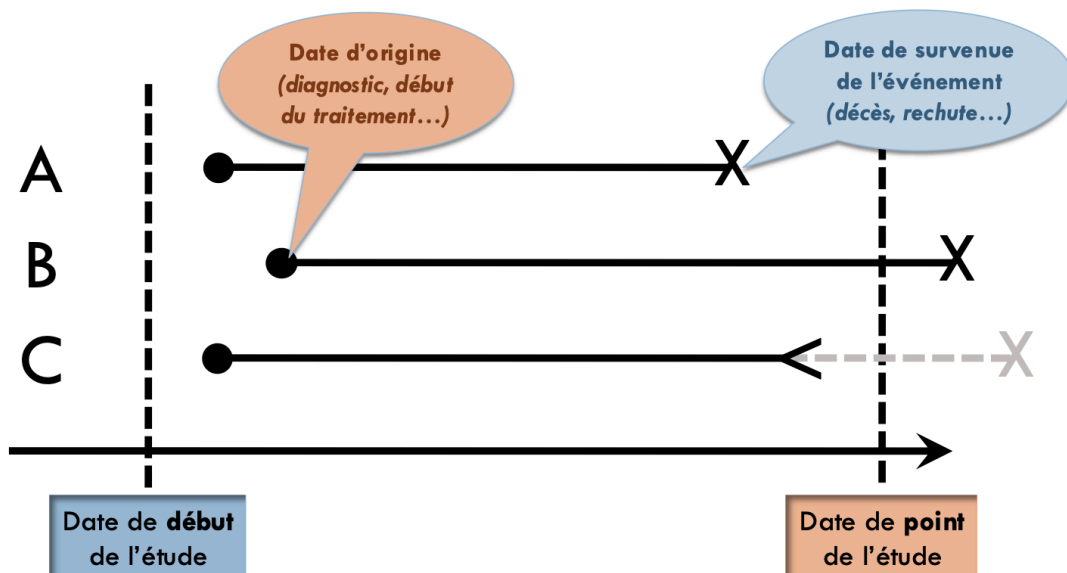 Date d'origine
(diagnostic, début
du traitement…)
Date de survenue
de l'événement
(décès, rechute…)
A
X
B
X
C
X
Date de début
de l'étude
Date de point
de l'étude